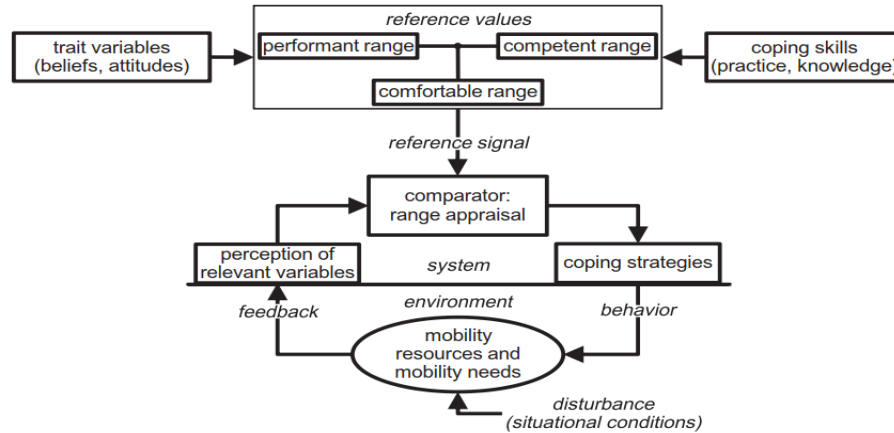 reference values
trait variables
(beliefs, attitudes)
performant range
competent range
coping skills
(practice, knowledge)
comfortable range
reference signal
comparator:
range appraisal
perception of
relevant variables
system
coping strategies
environment
feedback
behavior
mobility
resources and
mobility needs
disturbance
(situational conditions)